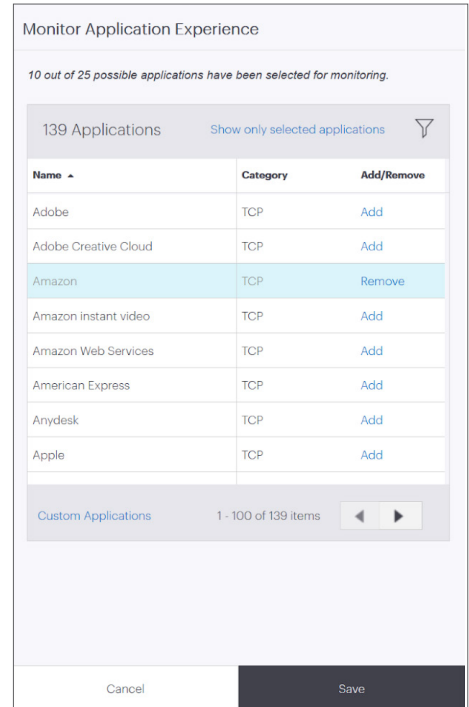 Monitor Application Experience
10 out of 25 possible applications have been selected for monitoring.
139 Applications Show only selected applications
Name Category Add/Remove
Adobe TCP Add
Adobe Creative Cloud TCP Add
Amazon TCP Remove
Amazon instant video TCP Add
Amazon Web Services TCP Add
American Express TCP Add
Anydesk TCP Add
Apple TCP Add
Custom Applications 1 - 100 of 139 items
Cancel Save